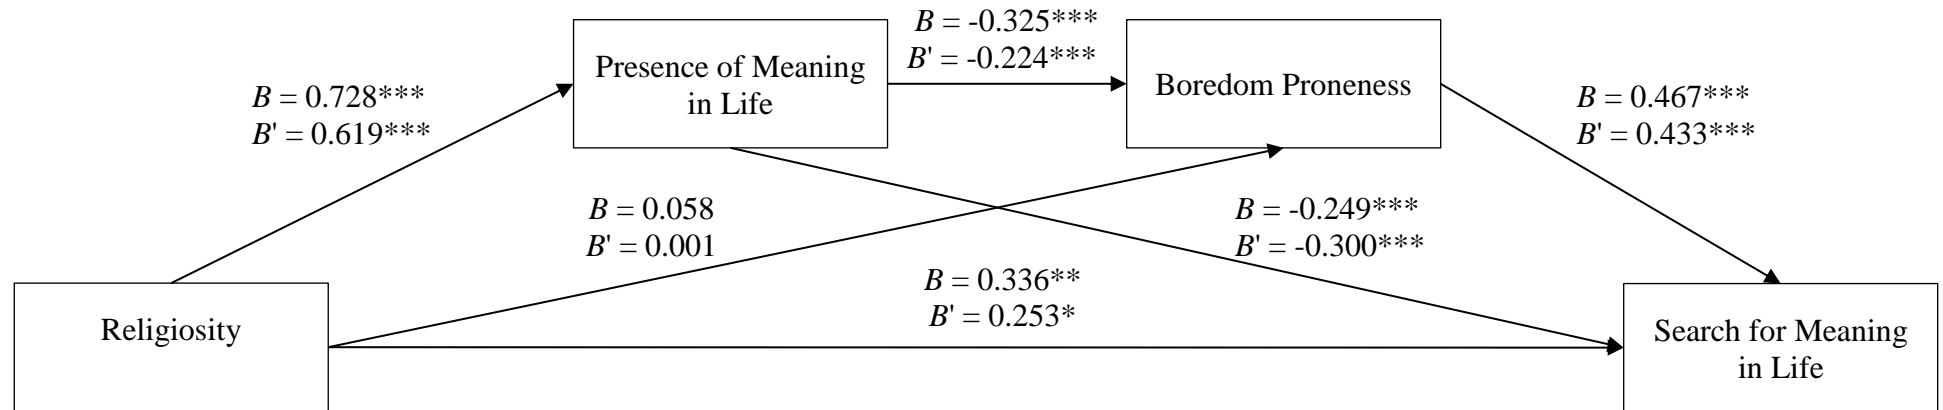 B = -0.325***
B' = -0.224***
Presence of Meaning
in Life
Boredom Proneness
B = 0.728***
B' = 0.619***
B = 0.467***
B' = 0.433***
B = 0.058
B' = 0.001
B = -0.249***
B' = -0.300***
B = 0.336**
B' = 0.253*
Religiosity
Search for Meaning
in Life